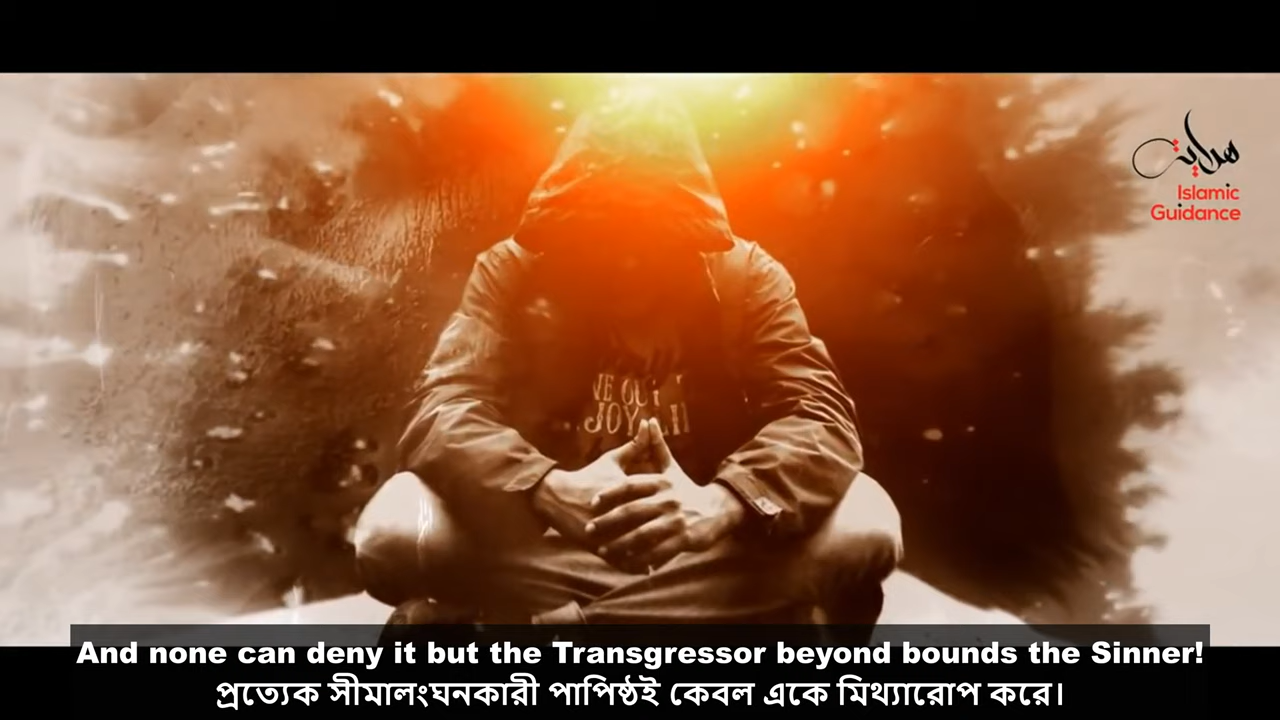 هداية
Islamic
Guidance
And none can deny it but the Transgressor beyond bounds the Sinner!
প্রত্যেক সীমালংঘনকারী পাপিষ্ঠই কেবল একে মিথ্যারোপ করে।